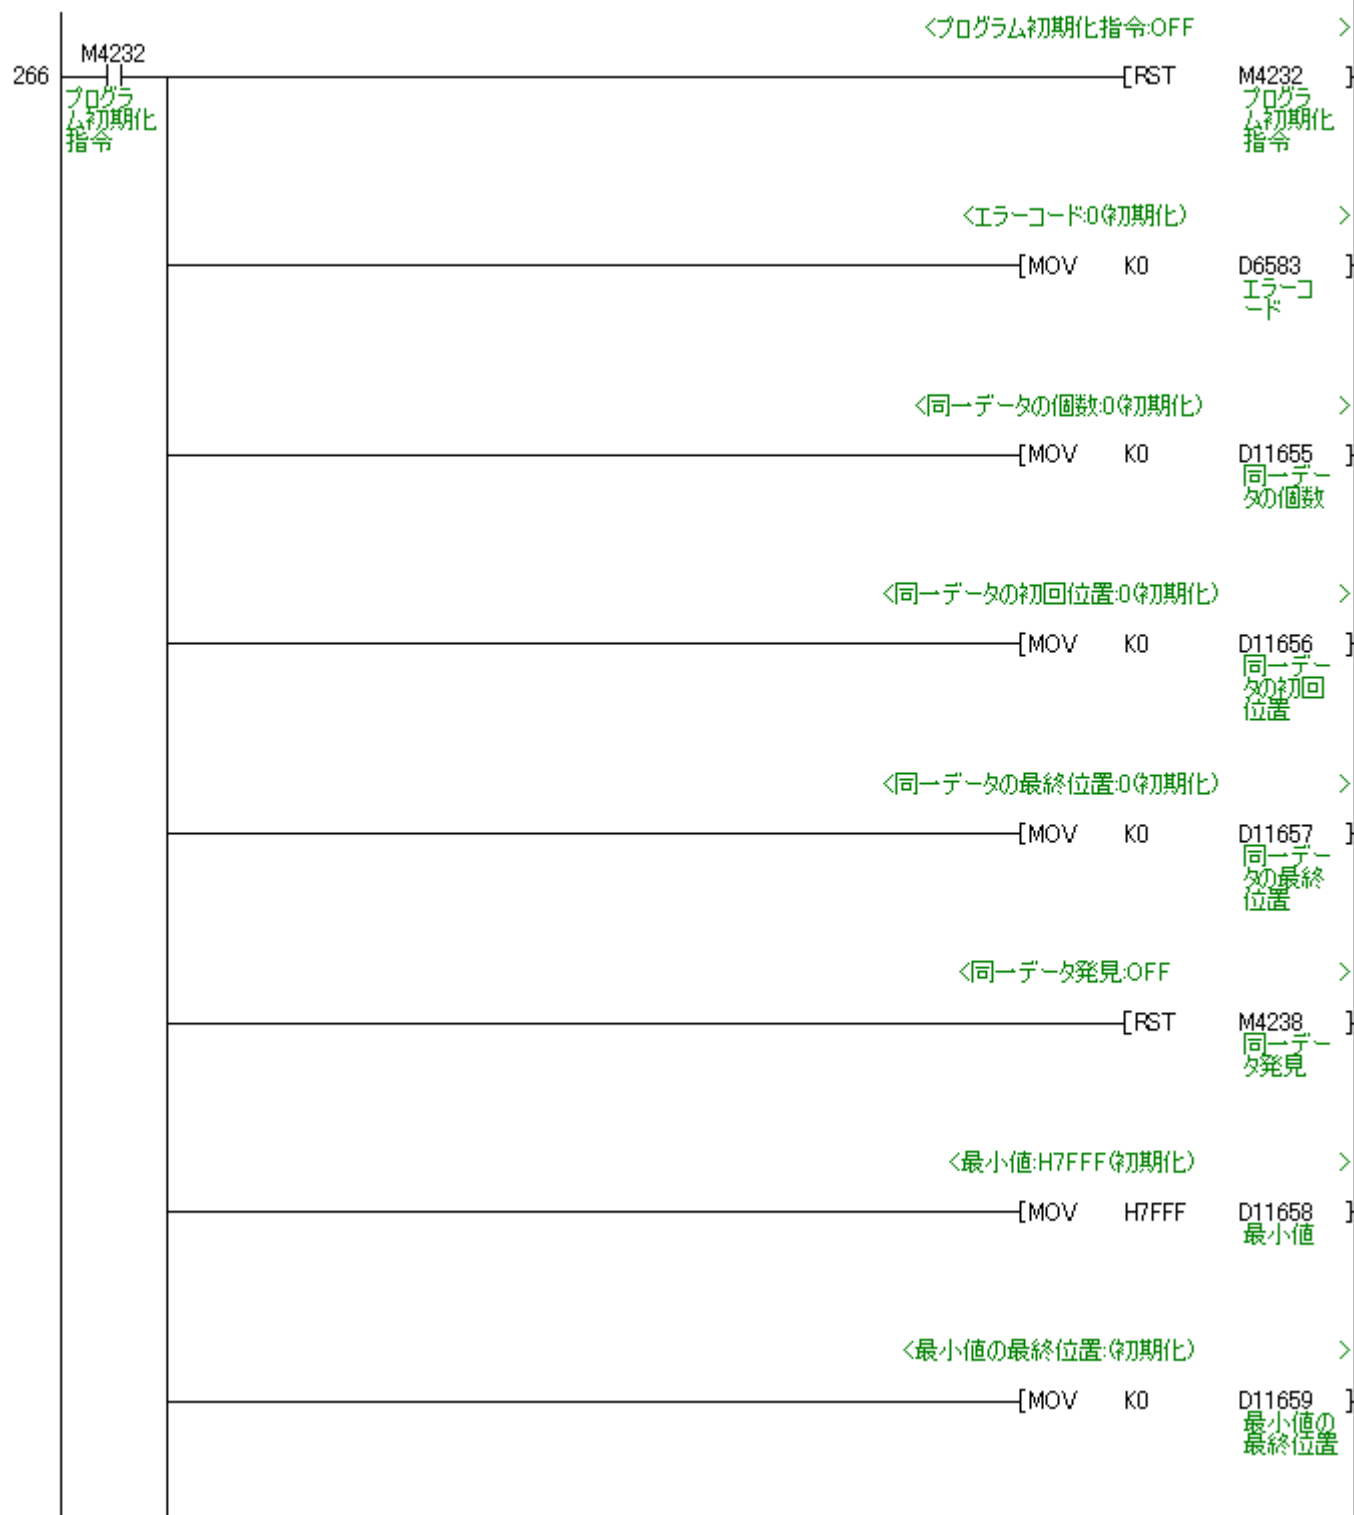 <プログラム初期化指令:OFF >
M4232
266 [RST M4232 ]
プログラ
ム初期化
指令
プログラ
ム初期化
指令
<エラーコード:0(初期化) >
[MOV K0 D6583 ]
エラーコ
ード
<同一データの個数:0(初期化) >
[MOV K0 D11655 ]
同一デー
タの個数
<同一データの初回位置:0(初期化) >
[MOV K0 D11656 ]
同一デー
タの初回
位置
<同一データの最終位置:0(初期化) >
[MOV K0 D11657 ]
同一デー
タの最終
位置
<同一データ発見:OFF >
[RST M4238 ]
同一デー
タ発見
<最小値:H7FFF(初期化) >
[MOV H7FFF D11658 ]
最小値
<最小値の最終位置:(初期化) >
[MOV K0 D11659 ]
最小値の
最終位置